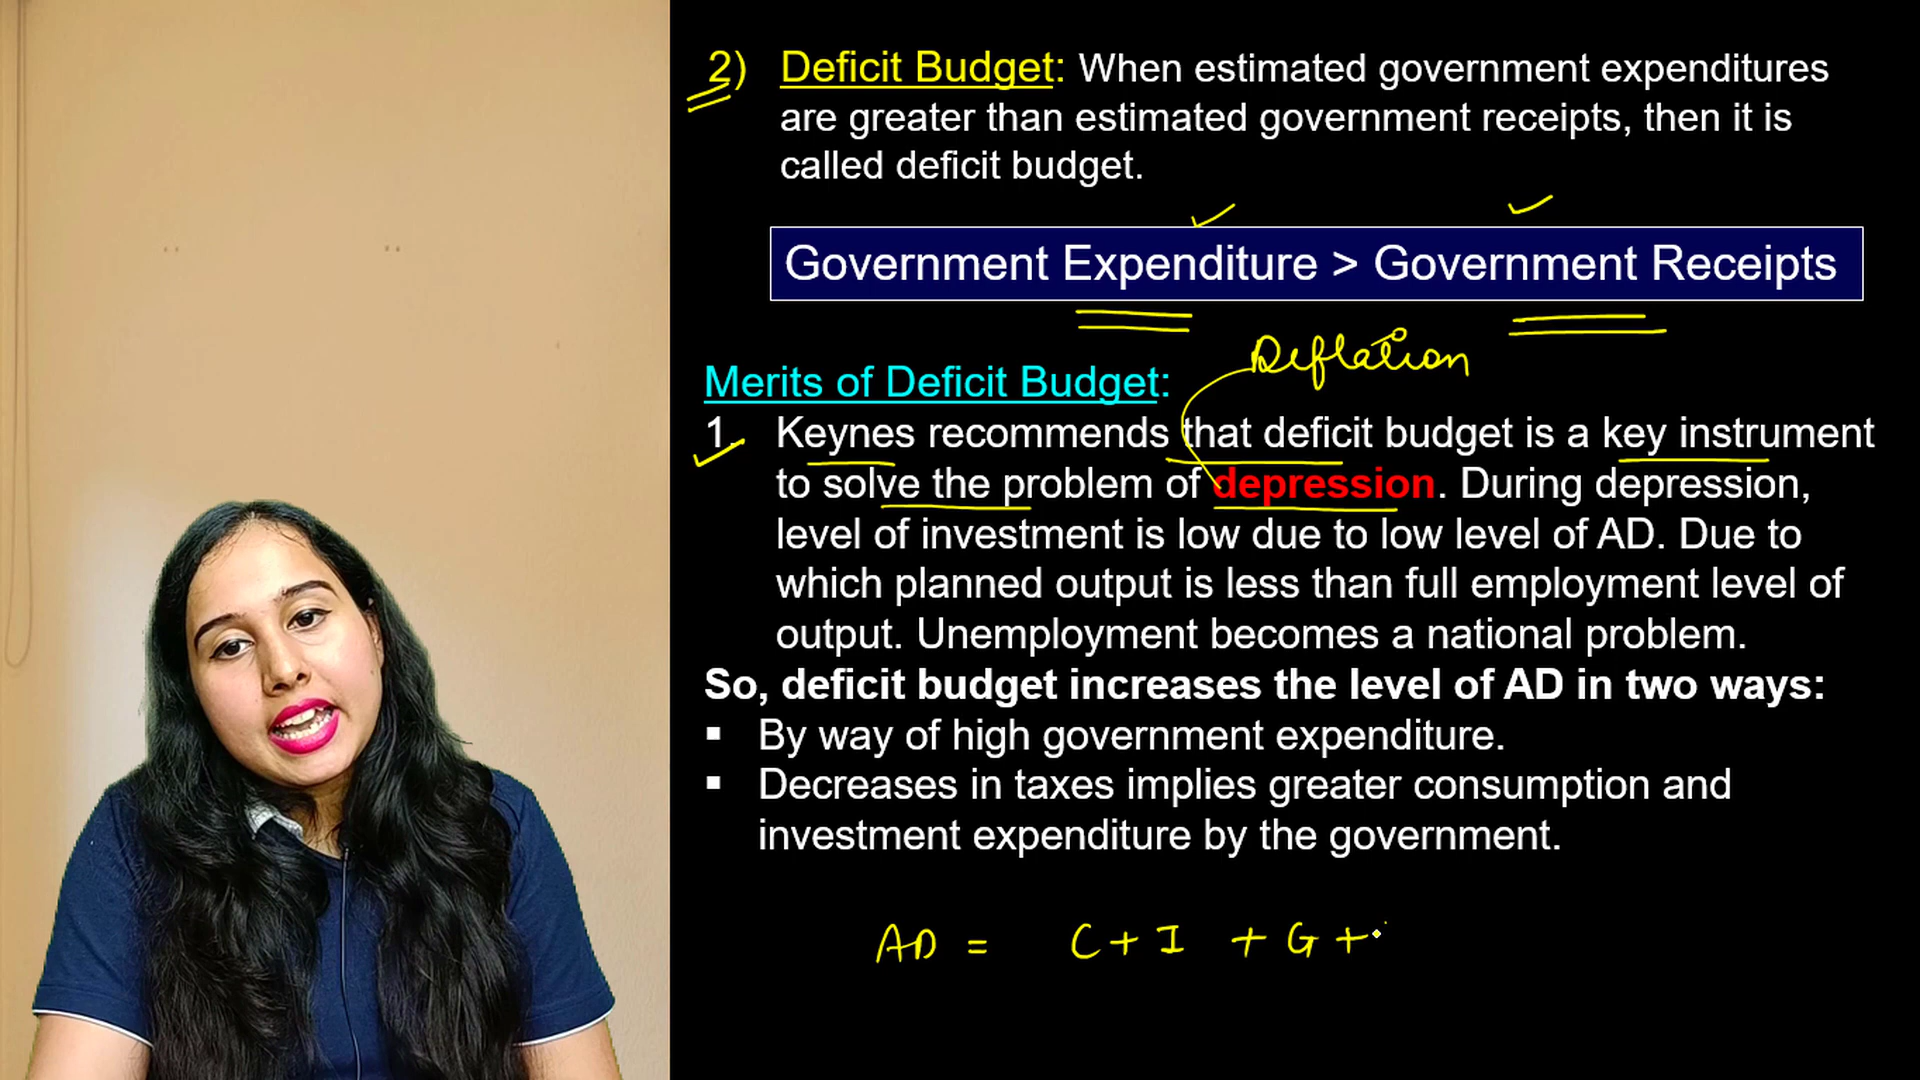 2) Deficit Budget: When estimated government expenditures
are greater than estimated government receipts, then it is
called deficit budget.
Government Expenditure > Government Receipts
Deflation
Merits of Deficit Budget:
1. Keynes recommends that deficit budget is a key instrument
to solve the problem of depression. During depression,
level of investment is low due to low level of AD. Due to
which planned output is less than full employment level of
output. Unemployment becomes a national problem.
So, deficit budget increases the level of AD in two ways:
▪ By way of high government expenditure.
▪ Decreases in taxes implies greater consumption and
investment expenditure by the government.
AD = C + I + G +